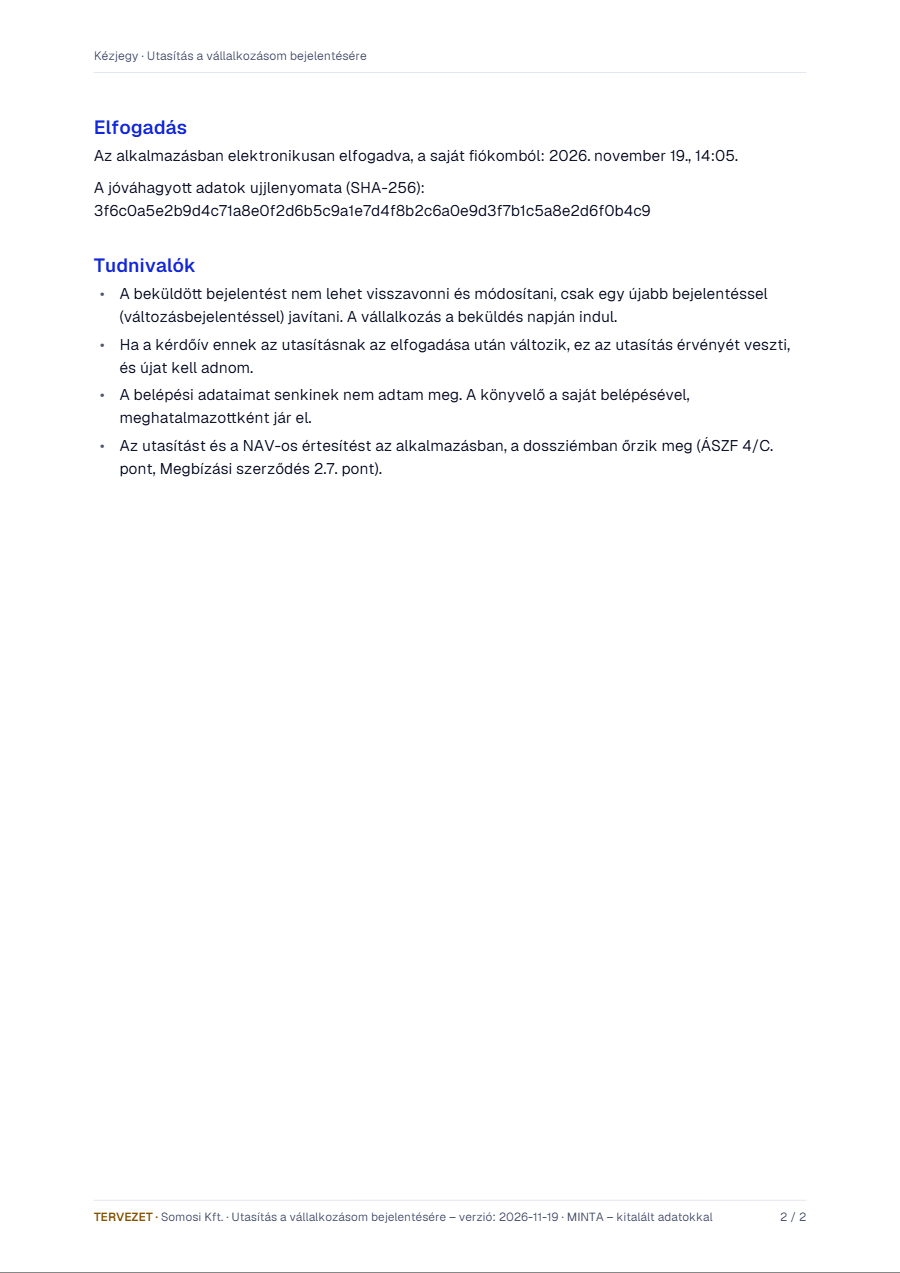 Kézjegy · Utasítás a vállalkozásom bejelentésére
Elfogadás
Az alkalmazásban elektronikusan elfogadva, a saját fiókomból: 2026. november 19., 14:05.
A jóváhagyott adatok ujjlenyomata (SHA-256):
3f6c0a5e2b9d4c71a8e0f2d6b5c9a1e7d4f8b2c6a0e9d3f7b1c5a8e2d6f0b4c9
Tudnivalók
• A beküldött bejelentést nem lehet visszavonni és módosítani, csak egy újabb bejelentéssel
(változásbejelentéssel) javítani. A vállalkozás a beküldés napján indul.
• Ha a kérdőív ennek az utasításnak az elfogadása után változik, ez az utasítás érvényét veszti,
és újat kell adnom.
• A belépési adataimat senkinek nem adtam meg. A könyvelő a saját belépésével,
meghatalmazottként jár el.
• Az utasítást és a NAV-os értesítést az alkalmazásban, a dossziémban őrzik meg (ÁSZF 4/C.
pont, Megbízási szerződés 2.7. pont).
TERVEZET · Somosi Kft. · Utasítás a vállalkozásom bejelentésére – verzió: 2026-11-19 · MINTA – kitalált adatokkal 2 / 2